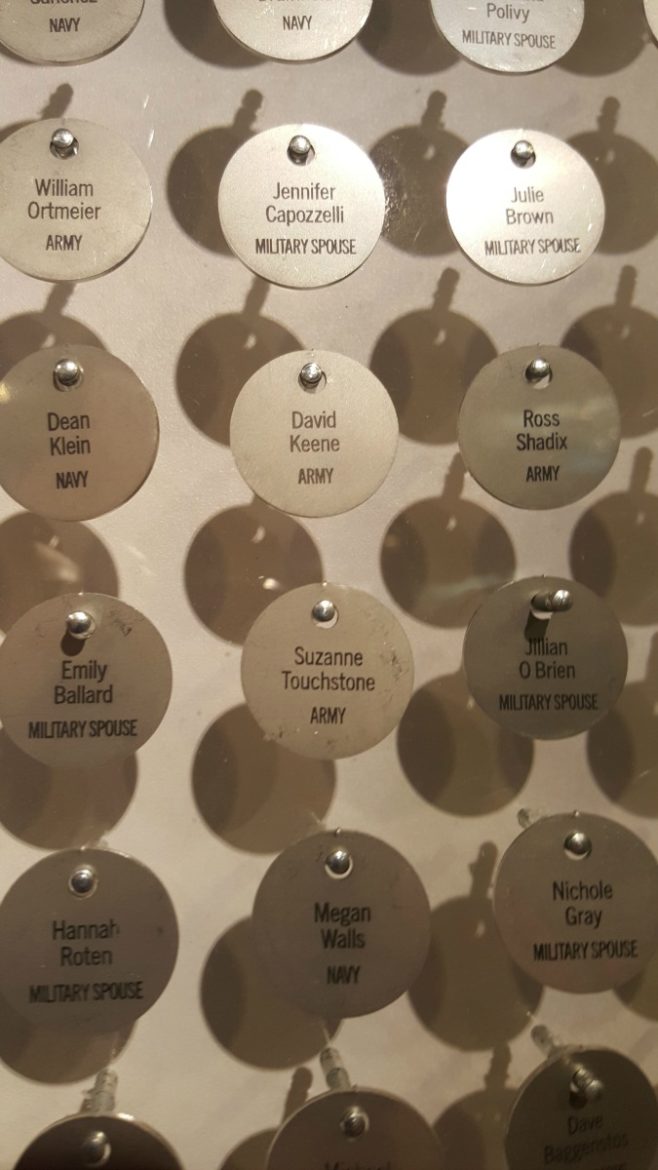 NAVY
NAVY
Polivy
MILITARY SPOUSE
William
Ortmeier
ARMY
Jennifer
Capozzelli
MILITARY SPOUSE
Julie
Brown
MILITARY SPOUSE
Dean
Klein
NAVY
David
Keene
ARMY
Ross
Shadix
ARMY
Emily
Ballard
MILITARY SPOUSE
Suzanne
Touchstone
ARMY
Jillian
O Brien
MILITARY SPOUSE
Hannah
Roten
MILITARY SPOUSE
Megan
Walls
NAVY
Nichole
Gray
MILITARY SPOUSE
Dave
Baggenstos